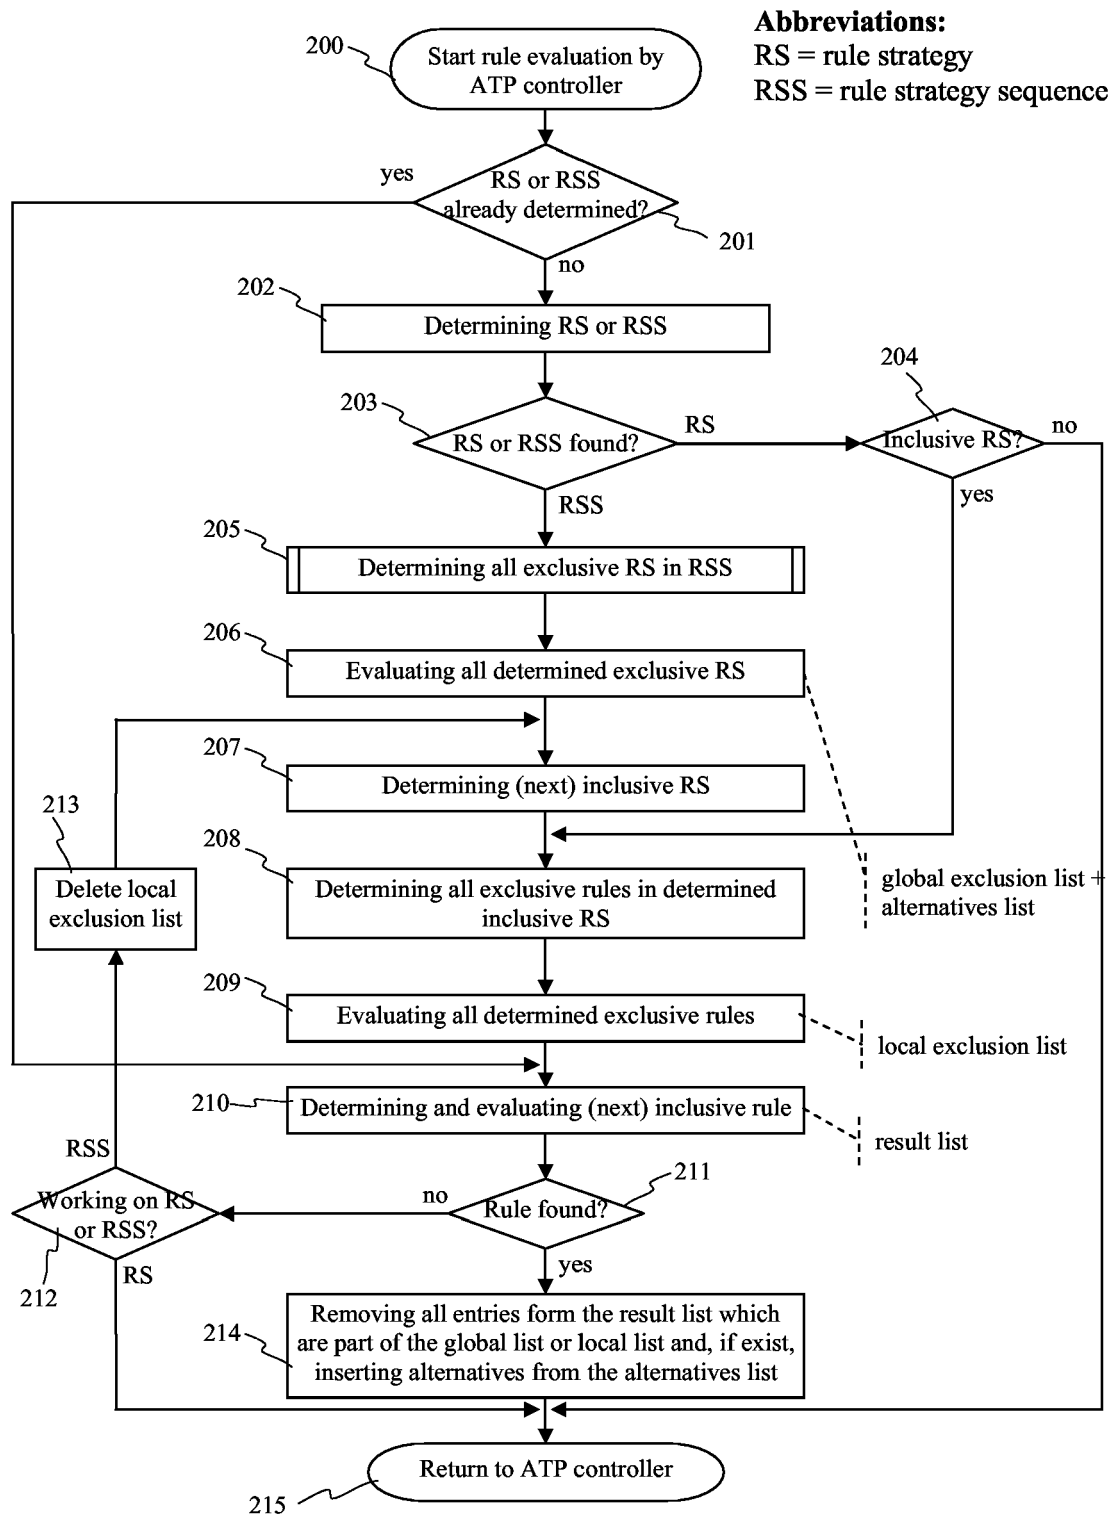 Abbreviations:
RS = rule strategy
RSS = rule strategy sequence
200
Start rule evaluation by
ATP controller
yes
RS or RSS
already determined?
201
no
202
Determining RS or RSS
204
203
RS or RSS found?
RS
Inclusive RS?
no
yes
RSS
205
Determining all exclusive RS in RSS
206
Evaluating all determined exclusive RS
207
Determining (next) inclusive RS
213
Delete local
exclusion list
208
Determining all exclusive rules in determined
inclusive RS
global exclusion list +
alternatives list
209
Evaluating all determined exclusive rules
local exclusion list
210
Determining and evaluating (next) inclusive rule
result list
RSS
211
no
Rule found?
Working on RS
or RSS?
yes
RS
212
214
Removing all entries form the result list which
are part of the global list or local list and, if exist,
inserting alternatives from the alternatives list
Return to ATP controller
215